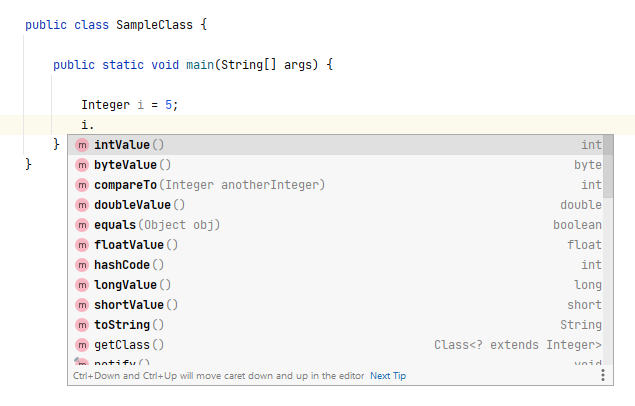 public class SampleClass {
public static void main(String[] args) {
Integer i = 5;
i.
}
}
m intValue() int
m byteValue() byte
m compareTo(Integer anotherInteger) int
m doubleValue() double
m equals(Object obj) boolean
m floatValue() float
m hashCode() int
m longValue() long
m shortValue() short
m toString() String
m getClass() Class<? extends Integer>
notify() void
Ctrl+Down and Ctrl+Up will move caret down and up in the editor Next Tip